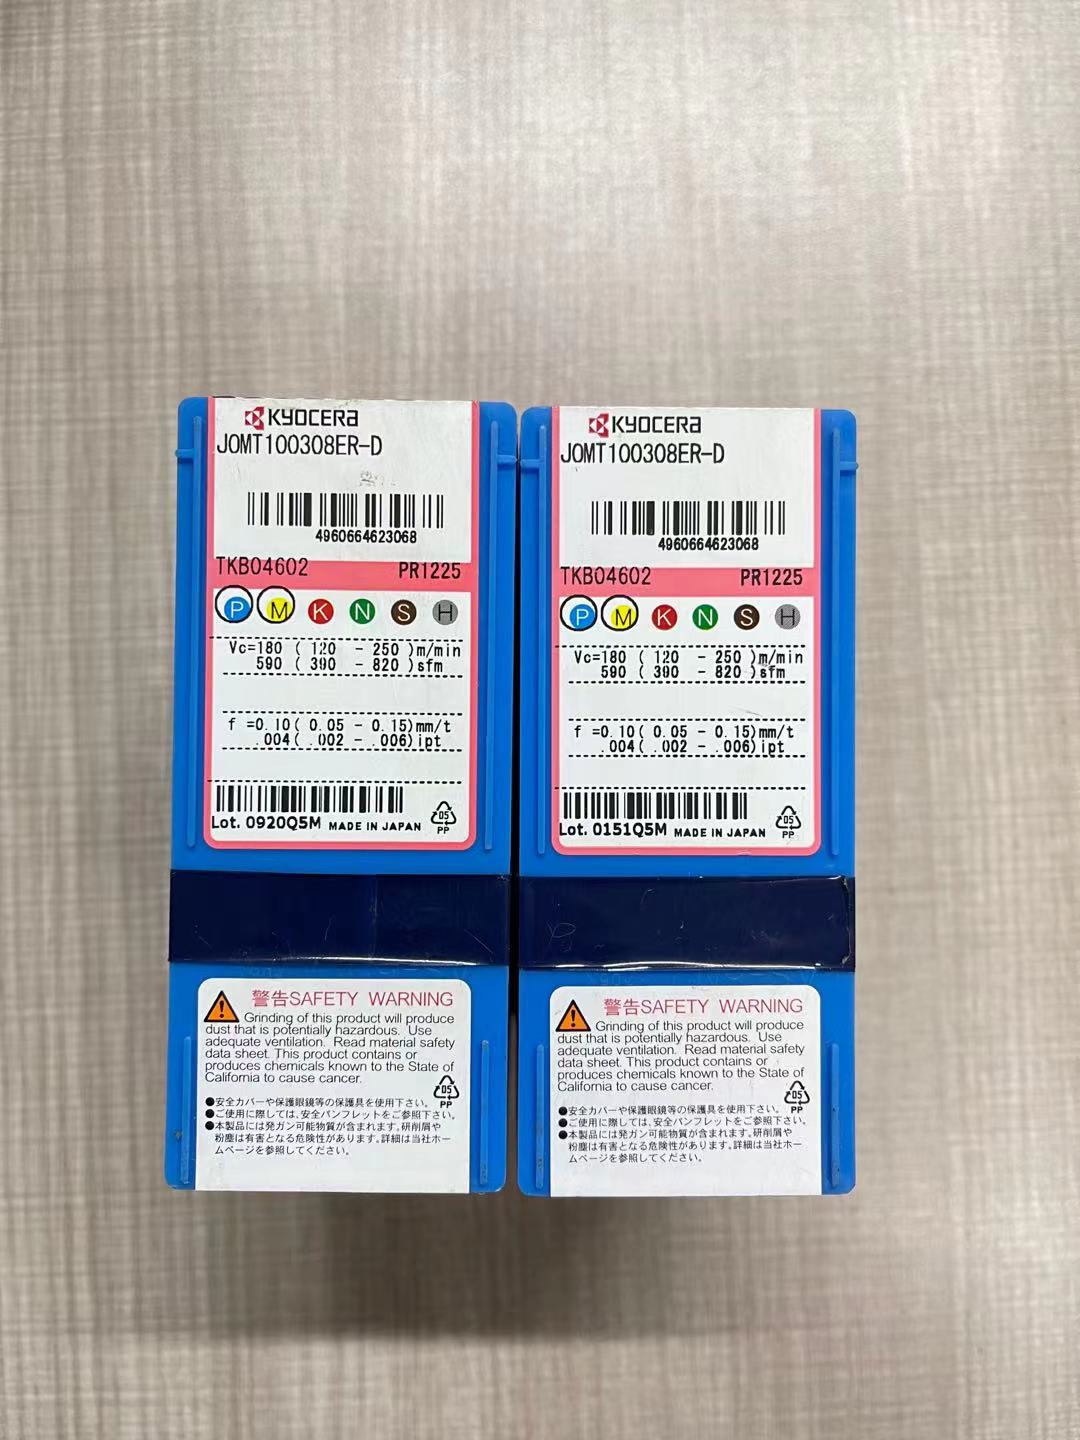 KYOCERA
JOMT100308ER-D
4960664623068
TKB04602 PR1225
P M K N S H
Vc=180 ( 120 - 250 )m/min
590 ( 390 - 820 )sfm
f =0.10( 0.05 - 0.15)mm/t
.004( .002 - .006)ipt
Lot. 0920Q5M MADE IN JAPAN
05
PP
警告SAFETY WARNING
Grinding of this product will produce
dust that is potentially hazardous. Use
adequate ventilation. Read material safety
data sheet. This product contains or
produces chemicals known to the State of
California to cause cancer.
05
PP
●安全カバーや保護眼鏡等の保護具を使用下さい。
●ご使用に際しては、安全パンフレットをご参照下さい。
●本製品には発ガン可能物質が含まれます。研削屑や
粉塵は有害となる危険性があります。詳細は当社ホー
ムページを参照してください。
KYOCERA
JOMT100308ER-D
4960664623068
TKB04602 PR1225
P M K N S H
Vc=180 ( 120 - 250 )m/min
590 ( 390 - 820 )sfm
f =0.10( 0.05 - 0.15)mm/t
.004( .002 - .006)ipt
Lot. 0151Q5M MADE IN JAPAN
05
PP
警告SAFETY WARNING
Grinding of this product will produce
dust that is potentially hazardous. Use
adequate ventilation. Read material safety
data sheet. This product contains or
produces chemicals known to the State of
California to cause cancer.
05
PP
●安全カバーや保護眼鏡等の保護具を使用下さい。
●ご使用に際しては、安全パンフレットをご参照下さい。
●本製品には発ガン可能物質が含まれます。研削屑や
粉塵は有害となる危険性があります。詳細は当社ホー
ムページを参照してください。